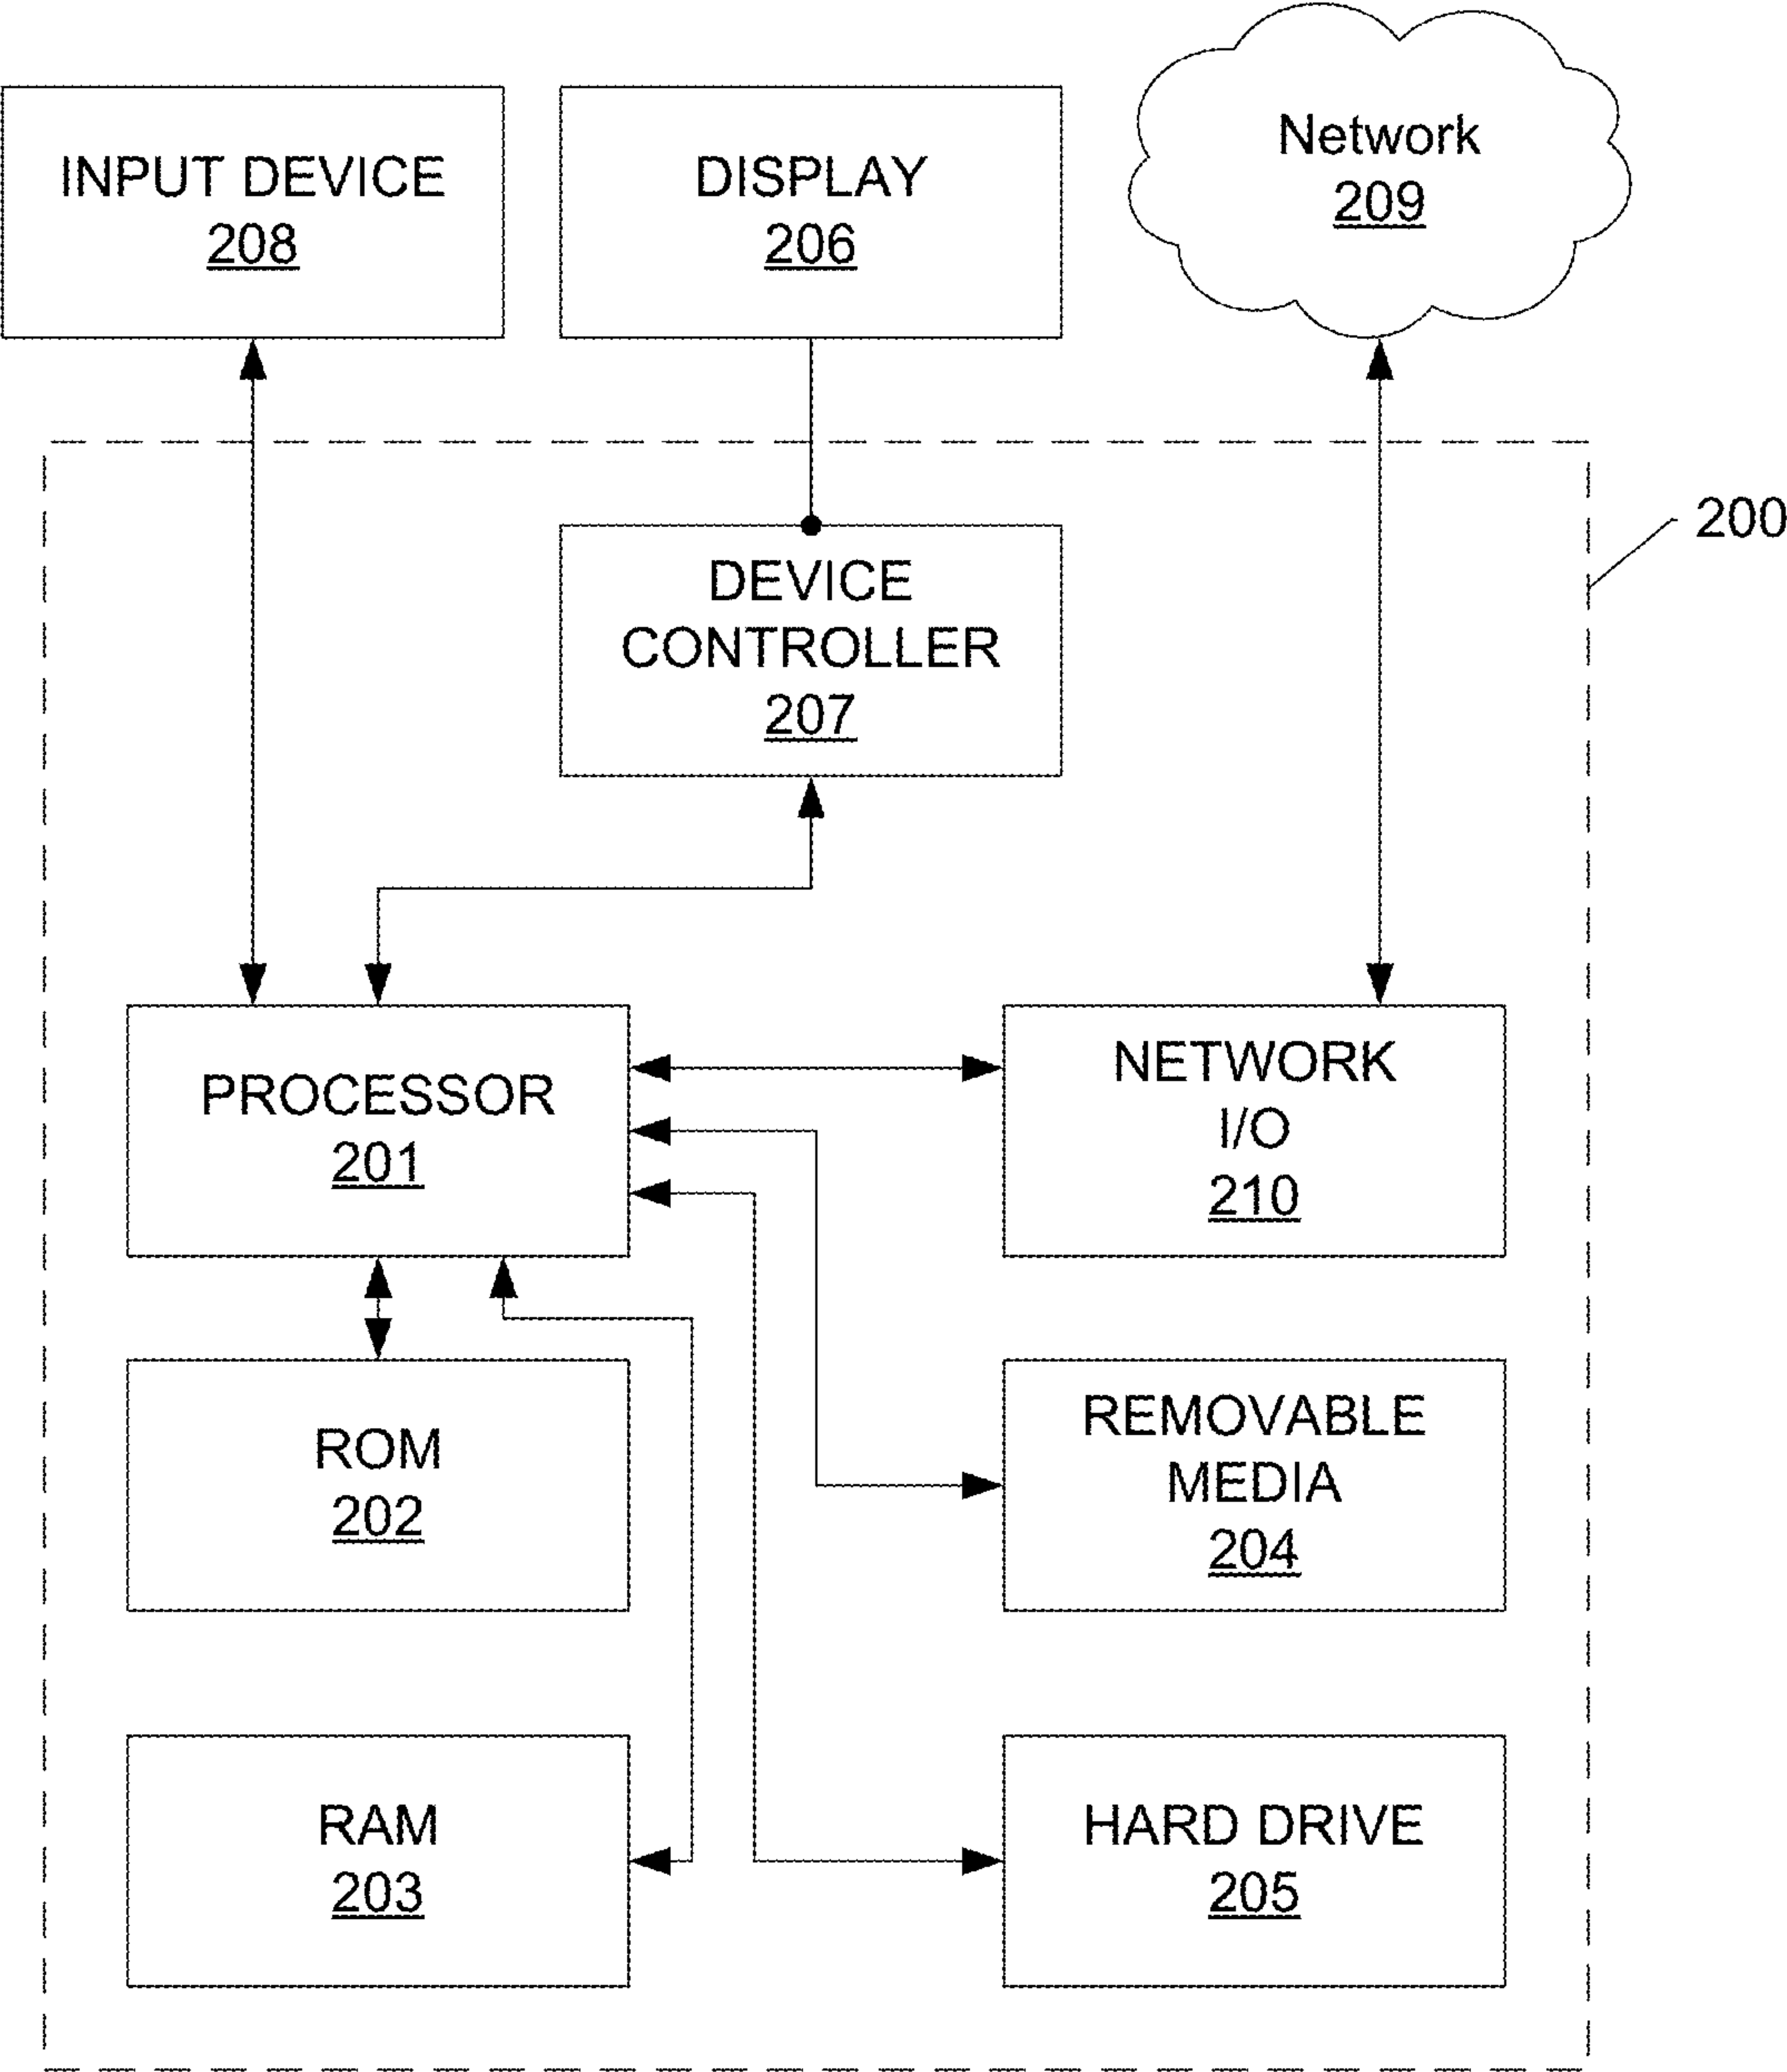 INPUT DEVICE
208
DISPLAY
206
Network
209
200
DEVICE
CONTROLLER
207
PROCESSOR
201
NETWORK
I/O
210
ROM
202
REMOVABLE
MEDIA
204
RAM
203
HARD DRIVE
205